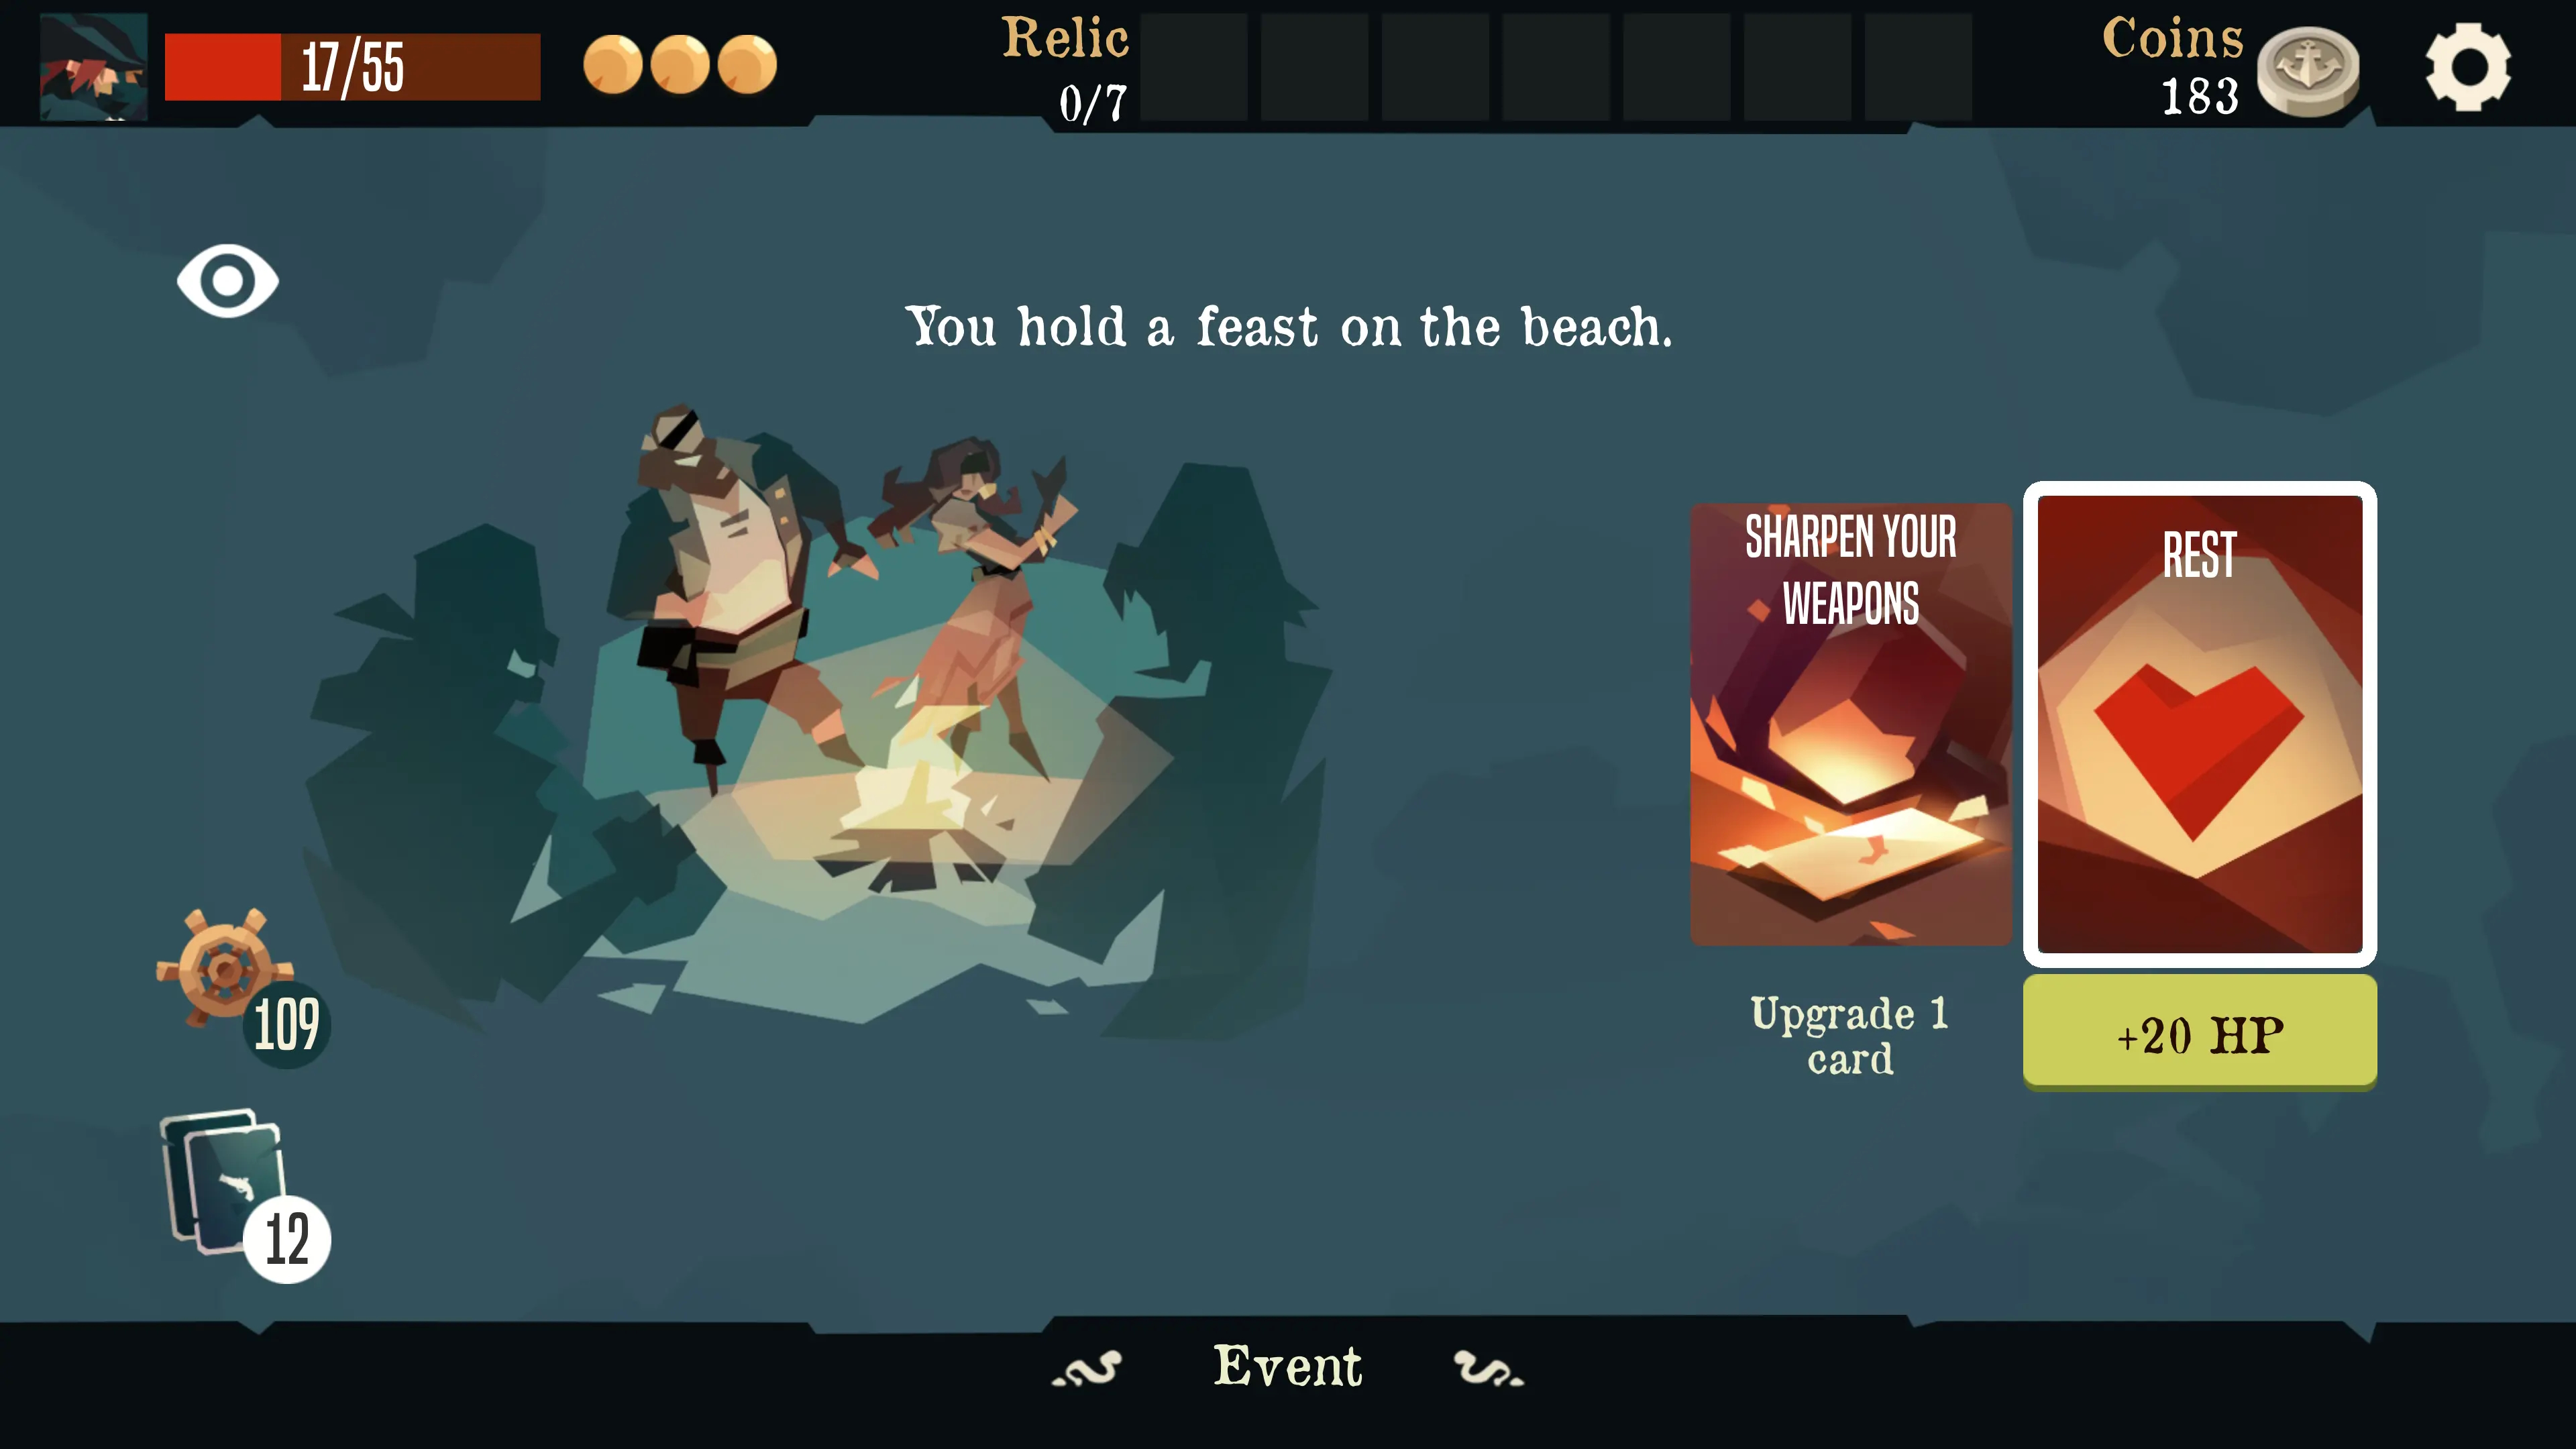 17/55
Relic
0/7
Coins
183
You hold a feast on the beach.
SHARPEN YOUR
WEAPONS
REST
Upgrade 1
card
+20 HP
109
12
Event